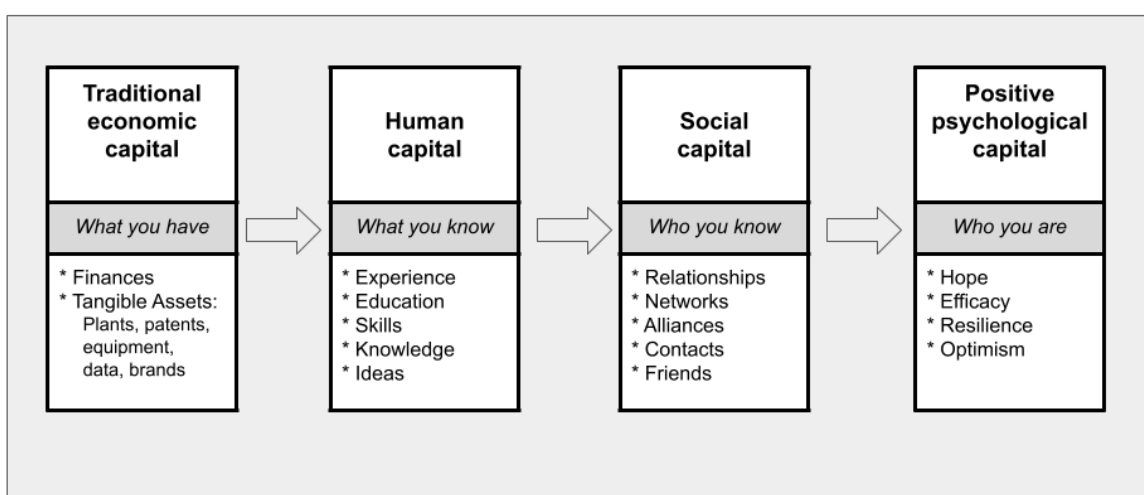 Traditional
economic
capital
What you have
* Finances
* Tangible Assets:
Plants, patents,
equipment,
data, brands
Human
capital
What you know
* Experience
* Education
* Skills
* Knowledge
* Ideas
Social
capital
Who you know
* Relationships
* Networks
* Alliances
* Contacts
* Friends
Positive
psychological
capital
Who you are
* Hope
* Efficacy
* Resilience
* Optimism